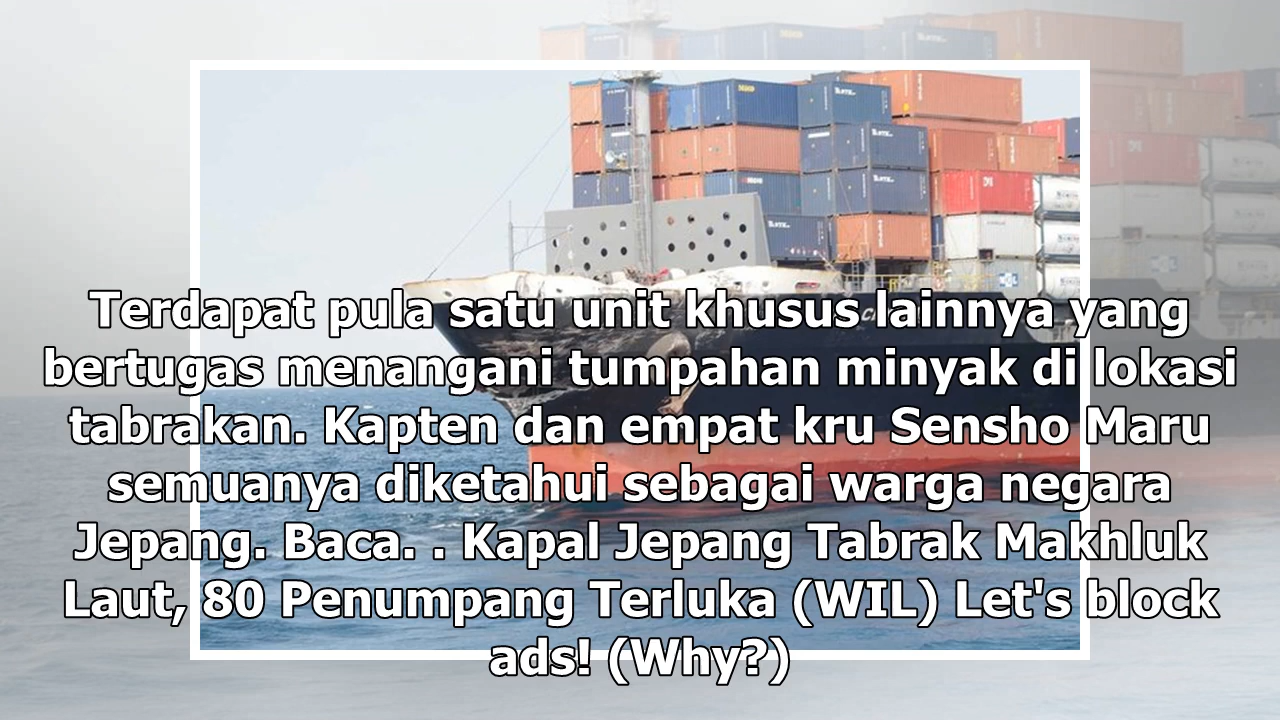 Terdapat pula satu unit khusus lainnya yang
bertugas menangani tumpahan minyak di lokasi
tabrakan. Kapten dan empat kru Sensho Maru
semuanya diketahui sebagai warga negara
Jepang. Baca. . Kapal Jepang Tabrak Makhluk
Laut, 80 Penumpang Terluka (WIL) Let's block
ads! (Why?)